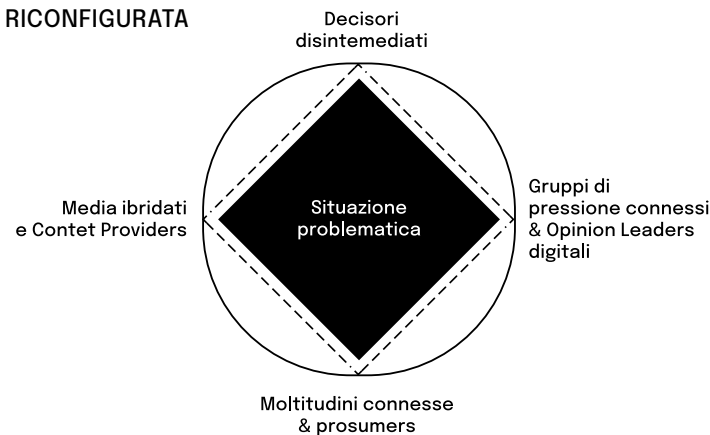 RICONFIGURATA
Decisori
disintemediati
Media ibridati
e Contet Providers
Situazione
problematica
Gruppi di
pressione connessi
& Opinion Leaders
digitali
Moltitudini connesse
& prosumers